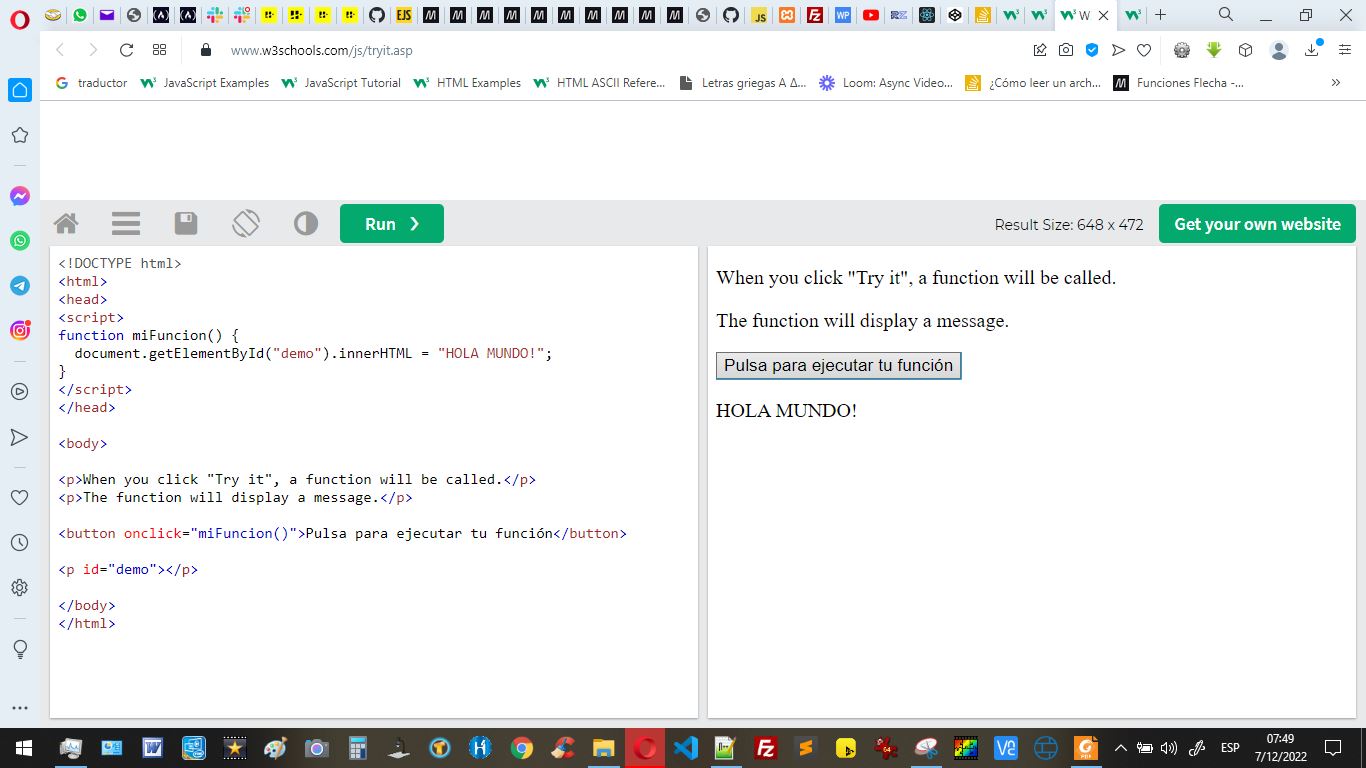 W
www.w3schools.com/js/tryit.asp
traductor
JavaScript Examples
JavaScript Tutorial
HTML Examples
HTML ASCII Refere...
Letras griegas Α Δ...
Loom: Async Video...
¿Cómo leer un arch...
Funciones Flecha -...
»
Run ❯
Result Size: 648 x 472
Get your own website
<!DOCTYPE html>
<html>
<head>
<script>
function miFuncion() {
  document.getElementById("demo").innerHTML = "HOLA MUNDO!";
}
</script>
</head>

<body>

<p>When you click "Try it", a function will be called.</p>
<p>The function will display a message.</p>

<button onclick="miFuncion()">Pulsa para ejecutar tu función</button>

<p id="demo"></p>

</body>
</html>
When you click "Try it", a function will be called.
The function will display a message.
Pulsa para ejecutar tu función
HOLA MUNDO!
ESP
07:49
7/12/2022